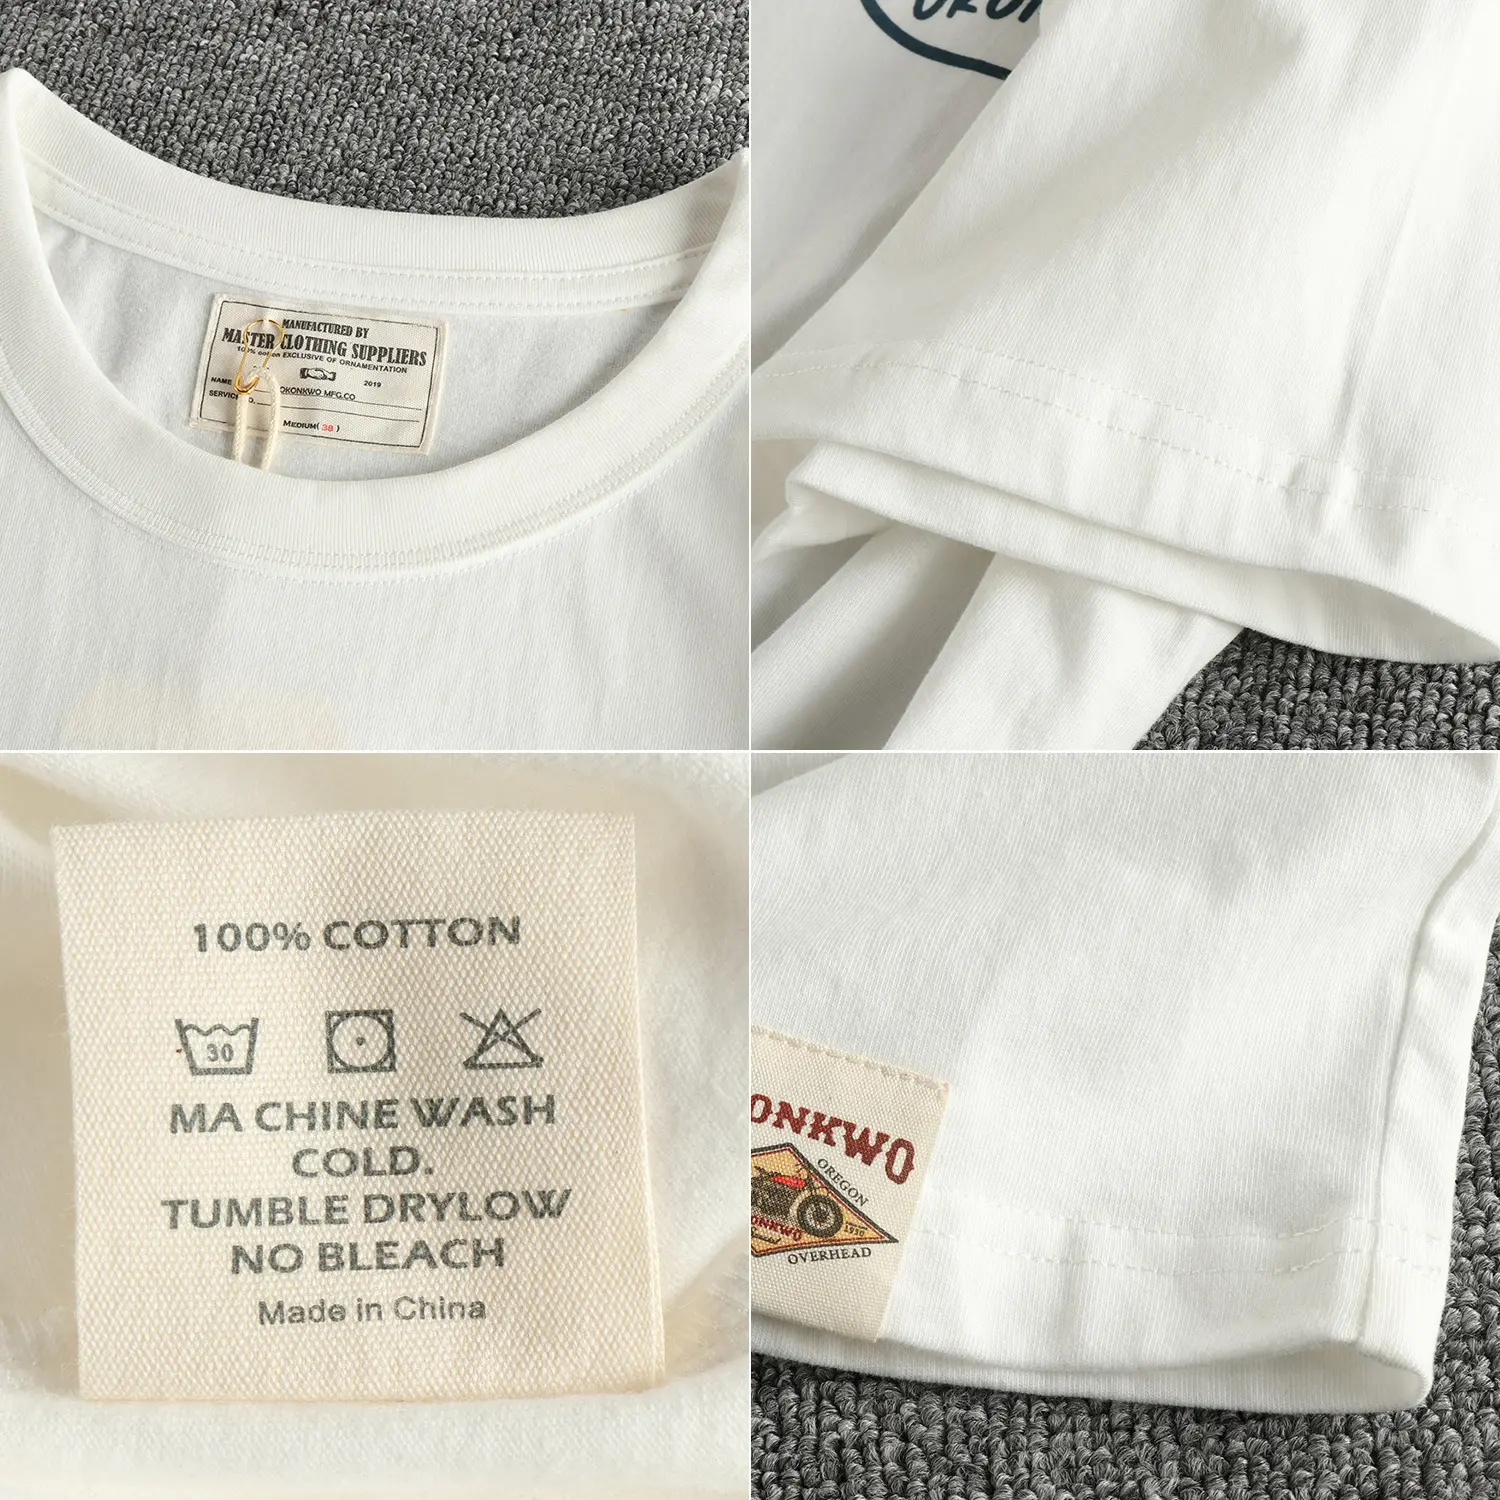 MANUFACTURED BY
MASTER CLOTHING SUPPLIERS
100% cotton EXCLUSIVE OF ORNAMENTATION
2019
NAME OKONKWO MFG.CO
MEDIUM( 38 )
100% COTTON
30
MA CHINE WASH
COLD.
TUMBLE DRYLOW
NO BLEACH
Made in China
ONKWO
OREGON
1930
OVERHEAD